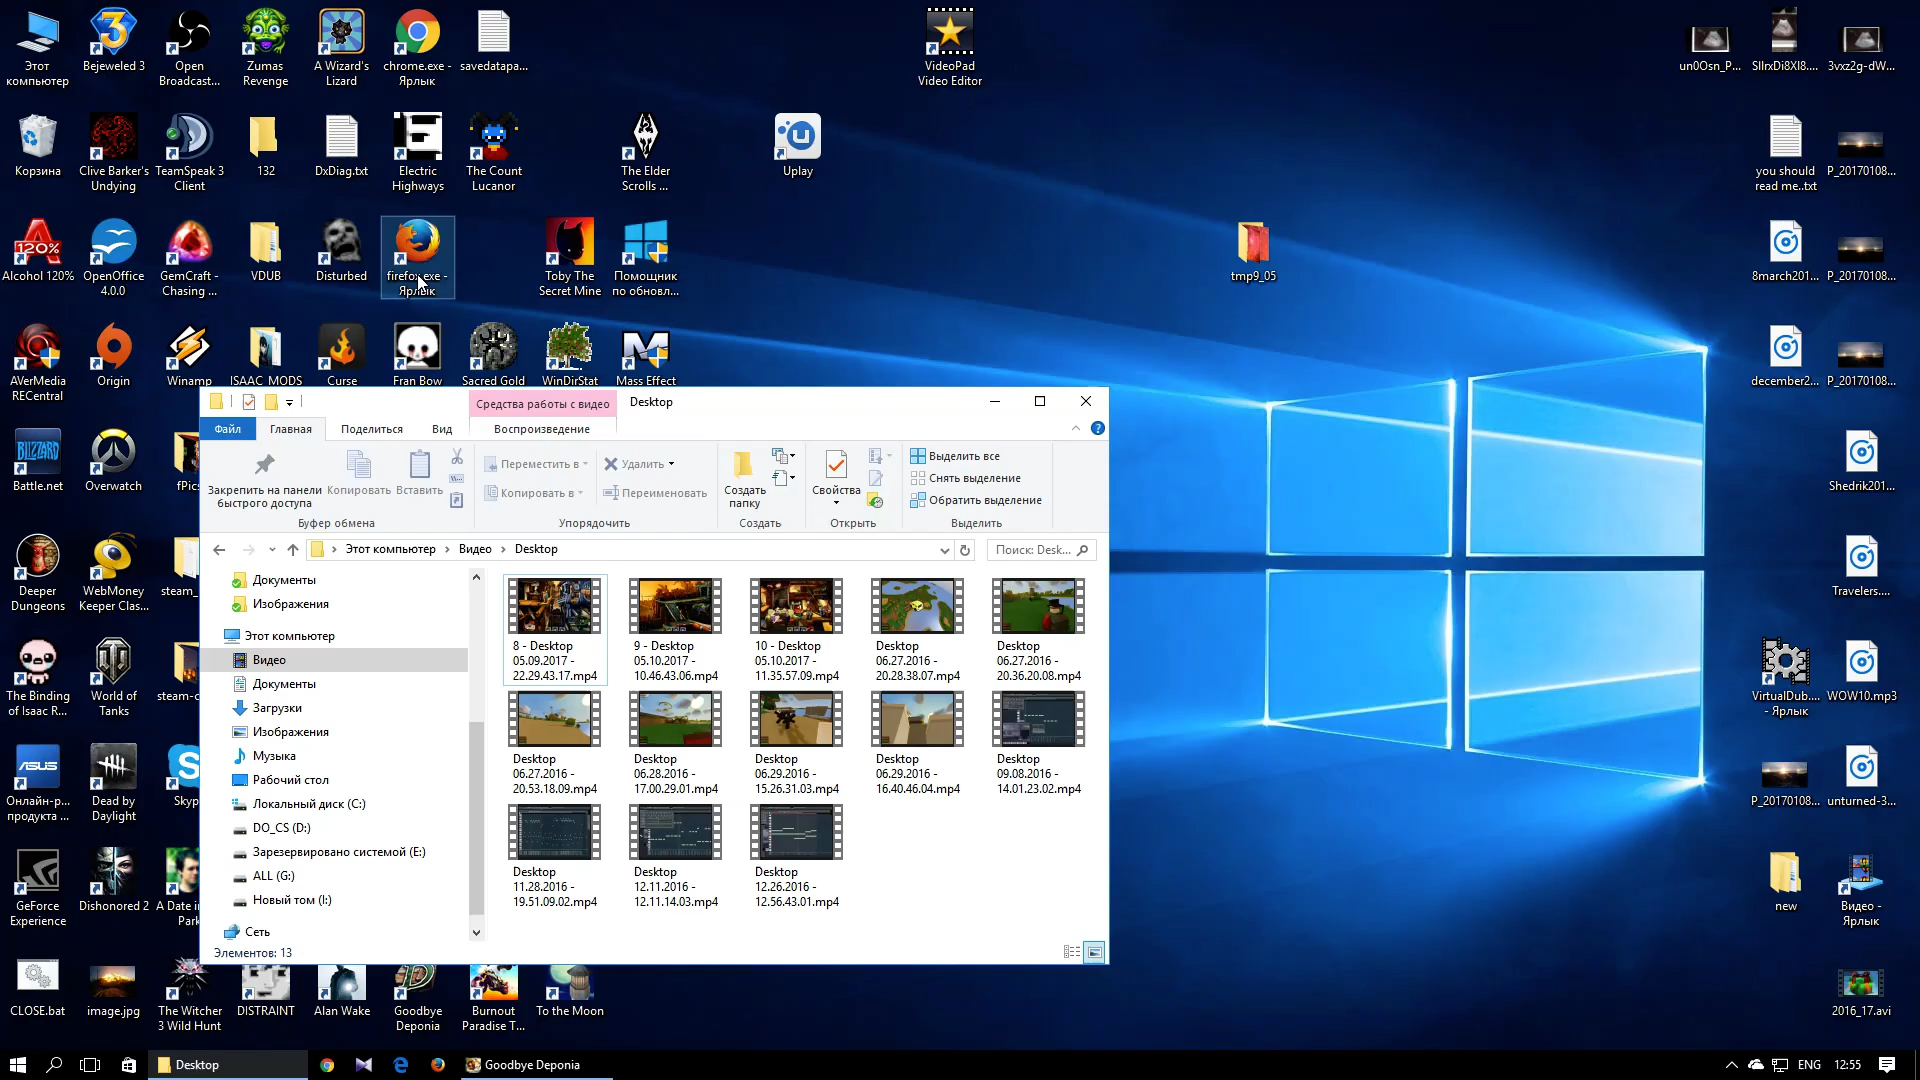 Этот
компьютер
Bejeweled 3
Open
Broadcast...
Zumas
Revenge
A Wizard's
Lizard
chrome.exe -
Ярлык
savedatapa...
VideoPad
Video Editor
un0Osn_P...
SIIrxDi8XI8....
3vxz2g-dW...
Корзина
Clive Barker's
Undying
TeamSpeak 3
Client
132
DxDiag.txt
Electric
Highways
The Count
Lucanor
The Elder
Scrolls ...
Uplay
you should
read me..txt
P_20170108...
Alcohol 120%
OpenOffice
4.0.0
GemCraft -
Chasing ...
VDUB
Disturbed
firefox.exe -
Ярлык
Toby The
Secret Mine
Помощник
по обновл...
tmp9_05
8march201...
P_20170108...
AVerMedia
RECentral
Origin
Winamp
ISAAC_MODS
Curse
Fran Bow
Sacred Gold
WinDirStat
Mass Effect
december2...
P_20170108...
Средства работы с видео
Desktop
Файл
Главная
Поделиться
Вид
Воспроизведение
Закрепить на панели
быстрого доступа
Копировать
Вставить
Буфер обмена
Переместить в
Копировать в
Удалить
Переименовать
Упорядочить
Создать
папку
Создать
Свойства
Открыть
Выделить все
Снять выделение
Обратить выделение
Выделить
Этот компьютер
Видео
Desktop
Поиск: Desk...
Документы
Изображения
Этот компьютер
Видео
Документы
Загрузки
Изображения
Музыка
Рабочий стол
Локальный диск (C:)
DO_CS (D:)
Зарезервировано системой (E:)
ALL (G:)
Новый том (I:)
Сеть
8 - Desktop
05.09.2017 -
22.29.43.17.mp4
9 - Desktop
05.10.2017 -
10.46.43.06.mp4
10 - Desktop
05.10.2017 -
11.35.57.09.mp4
Desktop
06.27.2016 -
20.28.38.07.mp4
Desktop
06.27.2016 -
20.36.20.08.mp4
Desktop
06.27.2016 -
20.53.18.09.mp4
Desktop
06.28.2016 -
17.00.29.01.mp4
Desktop
06.29.2016 -
15.26.31.03.mp4
Desktop
06.29.2016 -
16.40.46.04.mp4
Desktop
09.08.2016 -
14.01.23.02.mp4
Desktop
11.28.2016 -
19.51.09.02.mp4
Desktop
12.11.2016 -
12.11.14.03.mp4
Desktop
12.26.2016 -
12.56.43.01.mp4
Элементов: 13
Battle.net
Overwatch
fPics
Shedrik201...
Deeper
Dungeons
WebMoney
Keeper Clas...
steam_
Travelers....
The Binding
of Isaac R...
World of
Tanks
steam-c
VirtualDub....
- Ярлык
WOW10.mp3
Онлайн-р...
продукта ...
Dead by
Daylight
Skyp
P_20170108...
unturned-3...
GeForce
Experience
Dishonored 2
A Date in
Park
new
Видео -
Ярлык
CLOSE.bat
image.jpg
The Witcher
3 Wild Hunt
DISTRAINT
Alan Wake
Goodbye
Deponia
Burnout
Paradise T...
To the Moon
2016_17.avi
Desktop
Goodbye Deponia
ENG
12:55